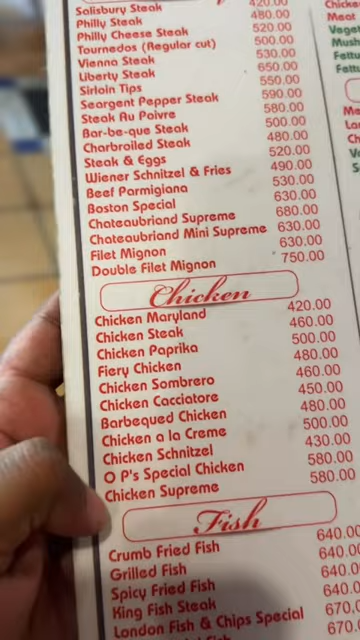 Salisbury Steak 420.00
Philly Steak 480.00
Philly Cheese Steak 520.00
Tournedos (Regular cut) 500.00
Vienna Steak 530.00
Liberty Steak 650.00
Sirloin Tips 550.00
Seargent Pepper Steak 590.00
Steak Au Poivre 580.00
Bar-be-que Steak 500.00
Charbroiled Steak 480.00
Steak & Eggs 520.00
Wiener Schnitzel & Fries 490.00
Beef Parmigiana 530.00
Boston Special 630.00
Chateaubriand Supreme 680.00
Chateaubriand Mini Supreme 630.00
Filet Mignon 630.00
Double Filet Mignon 750.00
Chicken
Chicken Maryland 420.00
Chicken Steak 460.00
Chicken Paprika 500.00
Fiery Chicken 480.00
Chicken Sombrero 460.00
Chicken Cacciatore 450.00
Barbequed Chicken 480.00
Chicken a la Creme 500.00
Chicken Schnitzel 430.00
O P's Special Chicken 580.00
Chicken Supreme 580.00
Fish
Crumb Fried Fish 640.00
Grilled Fish 640.0
Spicy Fried Fish 640.0
King Fish Steak 640.0
London Fish & Chips Special 670.0
Fish 670.
Meat